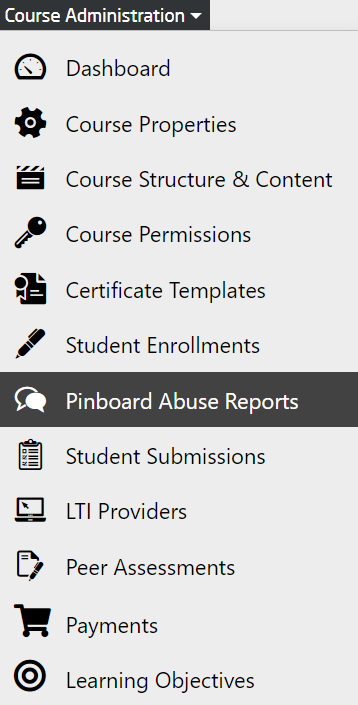 Course Administration
Dashboard
Course Properties
Course Structure & Content
Course Permissions
Certificate Templates
Student Enrollments
Pinboard Abuse Reports
Student Submissions
LTI Providers
Peer Assessments
Payments
Learning Objectives